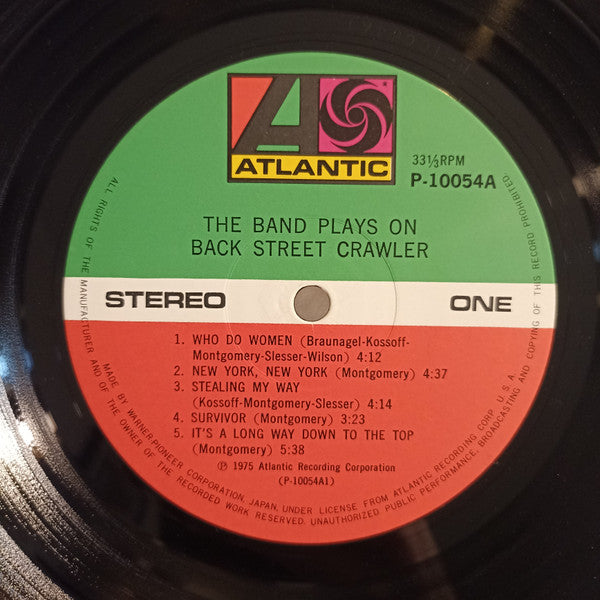 A
ATLANTIC
33⅓RPM
P-10054A
THE BAND PLAYS ON
BACK STREET CRAWLER
STEREO
ONE
1. WHO DO WOMEN (Braunagel-Kossoff-
Montgomery-Slesser-Wilson) 4:12
2. NEW YORK, NEW YORK (Montgomery) 4:37
3. STEALING MY WAY
(Kossoff-Montgomery-Slesser) 4:14
4. SURVIVOR (Montgomery) 3:23
5. IT'S A LONG WAY DOWN TO THE TOP
(Montgomery) 5:38
Ⓟ 1975 Atlantic Recording Corporation
(P-10054A1)
MADE BY WARNER-PIONEER CORPORATION, JAPAN, UNDER LICENSE FROM ATLANTIC RECORDING CORP. U.S.A.
ALL RIGHTS OF THE MANUFACTURER AND OF THE OWNER OF THE RECORDED WORK RESERVED. UNAUTHORIZED PUBLIC PERFORMANCE, BROADCASTING AND COPYING OF THIS RECORD PROHIBITED.